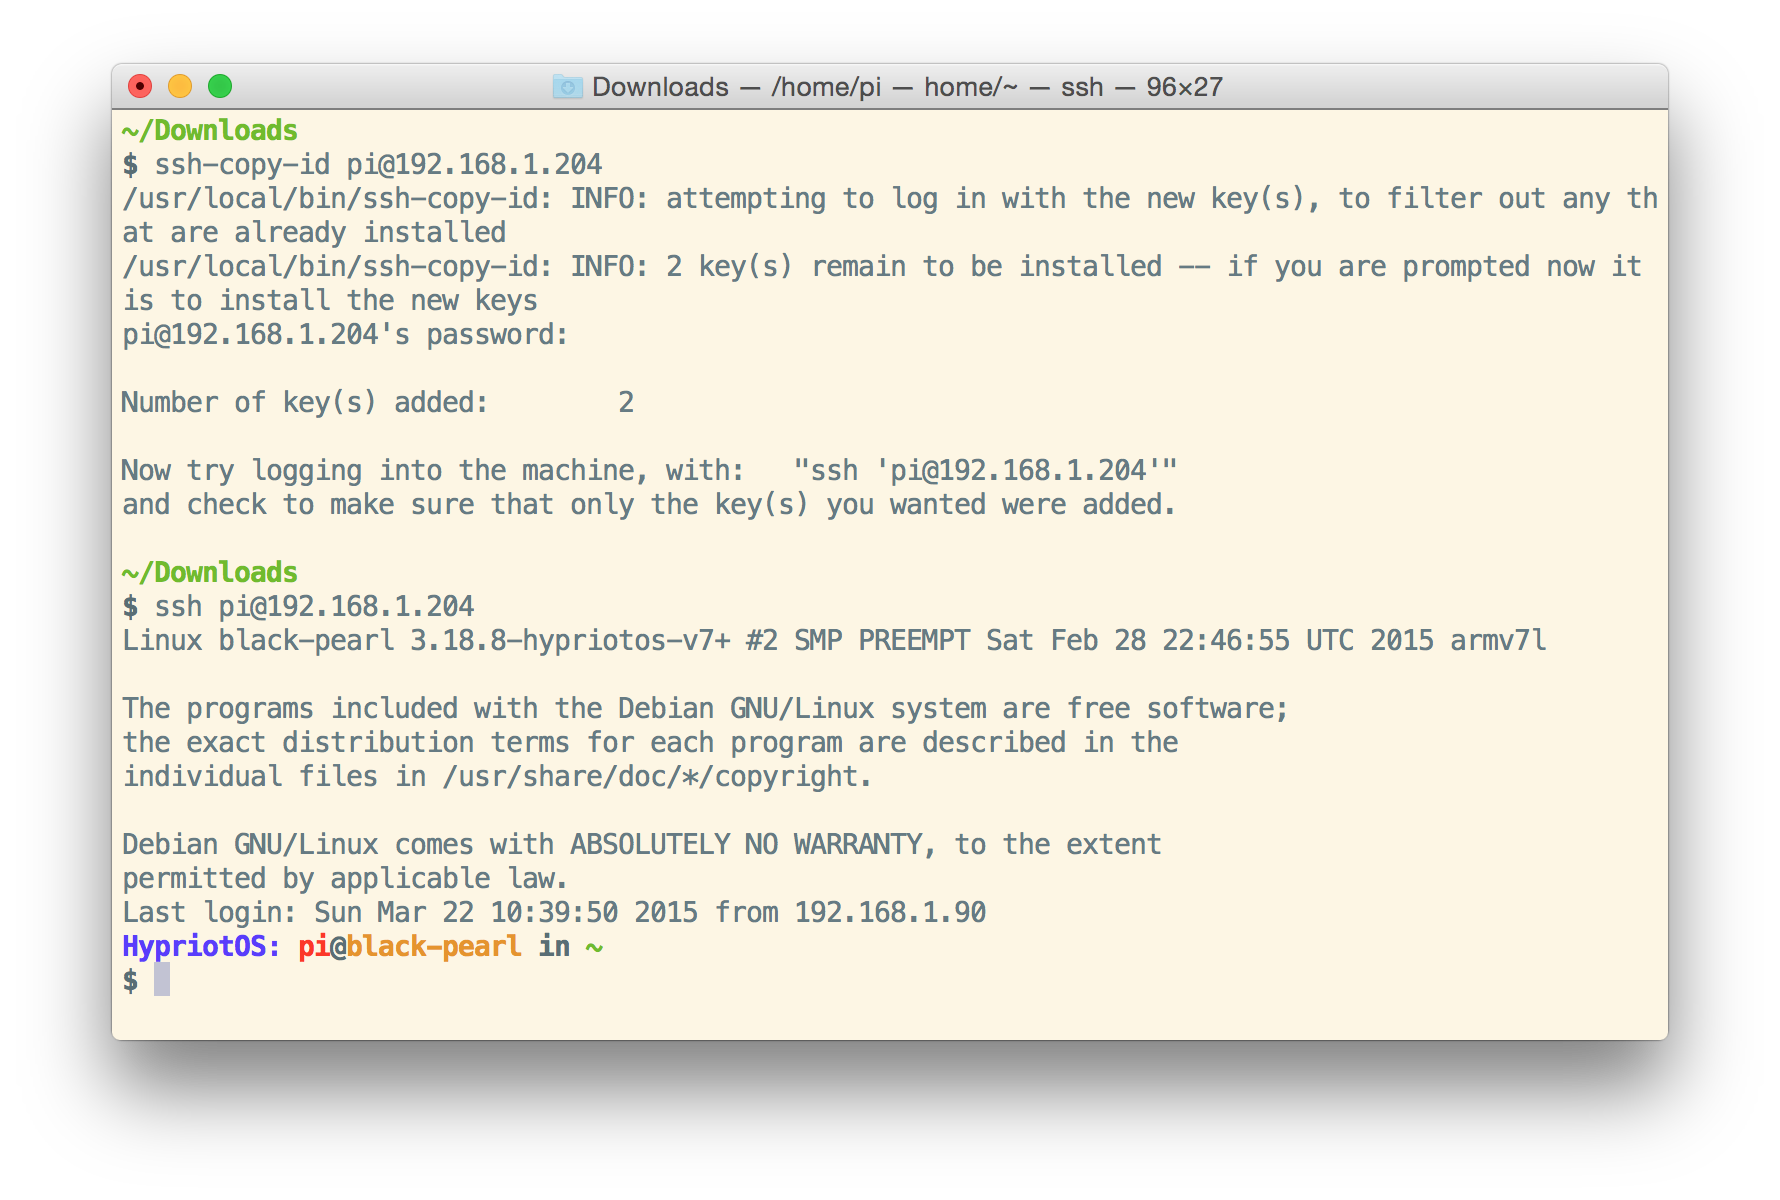 Downloads — /home/pi — home/~ — ssh — 96×27
~/Downloads
$ ssh-copy-id pi@192.168.1.204
/usr/local/bin/ssh-copy-id: INFO: attempting to log in with the new key(s), to filter out any th
at are already installed
/usr/local/bin/ssh-copy-id: INFO: 2 key(s) remain to be installed -- if you are prompted now it
is to install the new keys
pi@192.168.1.204's password:
Number of key(s) added:        2
Now try logging into the machine, with:   "ssh 'pi@192.168.1.204'"
and check to make sure that only the key(s) you wanted were added.
~/Downloads
$ ssh pi@192.168.1.204
Linux black-pearl 3.18.8-hypriotos-v7+ #2 SMP PREEMPT Sat Feb 28 22:46:55 UTC 2015 armv7l
The programs included with the Debian GNU/Linux system are free software;
the exact distribution terms for each program are described in the
individual files in /usr/share/doc/*/copyright.
Debian GNU/Linux comes with ABSOLUTELY NO WARRANTY, to the extent
permitted by applicable law.
Last login: Sun Mar 22 10:39:50 2015 from 192.168.1.90
HypriotOS: pi@black-pearl in ~
$